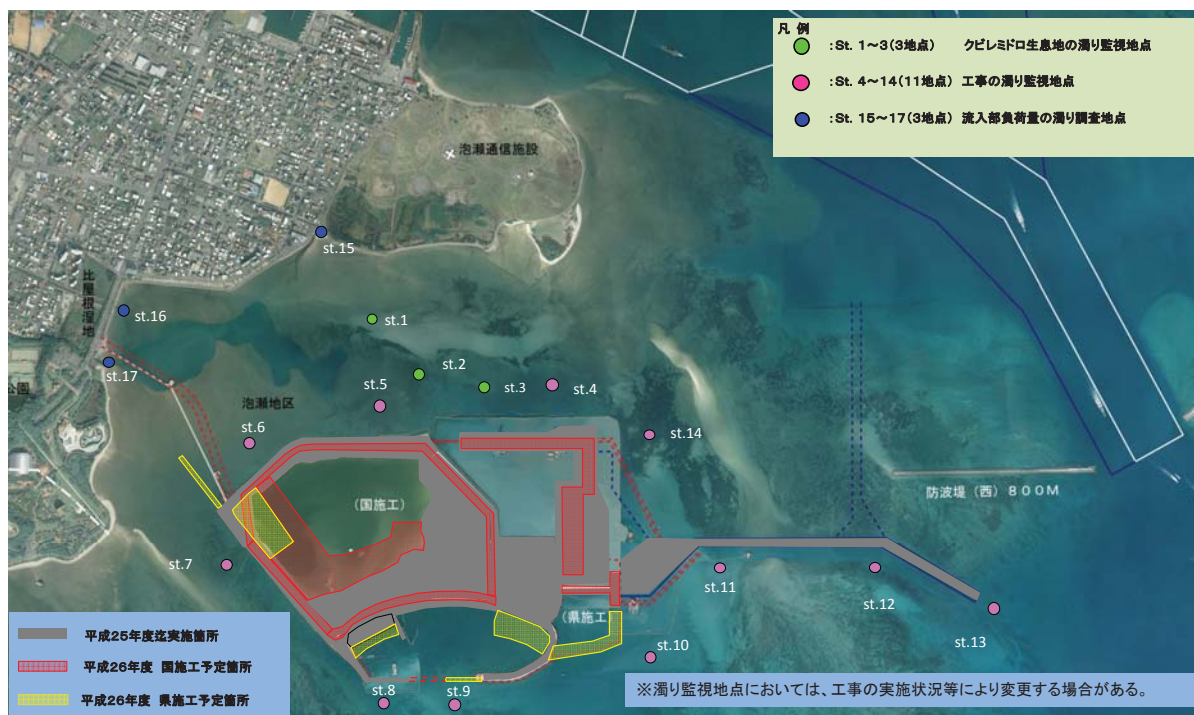 凡 例
:St. 1～3(3地点) クビレミドロ生息地の濁り監視地点
:St. 4～14(11地点) 工事の濁り監視地点
:St. 15～17(3地点) 流入部負荷量の濁り調査地点
泡瀬通信施設
st.15
比屋根湿地
st.16
st.1
st.2
st.17
st.3
st.4
st.5
公園
泡瀬地区
st.6
st.14
防波堤(西)800M
(国施工)
st.7
st.11
st.12
(県施工)
st.13
st.10
st.8
st.9
平成25年度迄実施箇所
平成26年度 国施工予定箇所
平成26年度 県施工予定箇所
※濁り監視地点においては、工事の実施状況等により変更する場合がある。